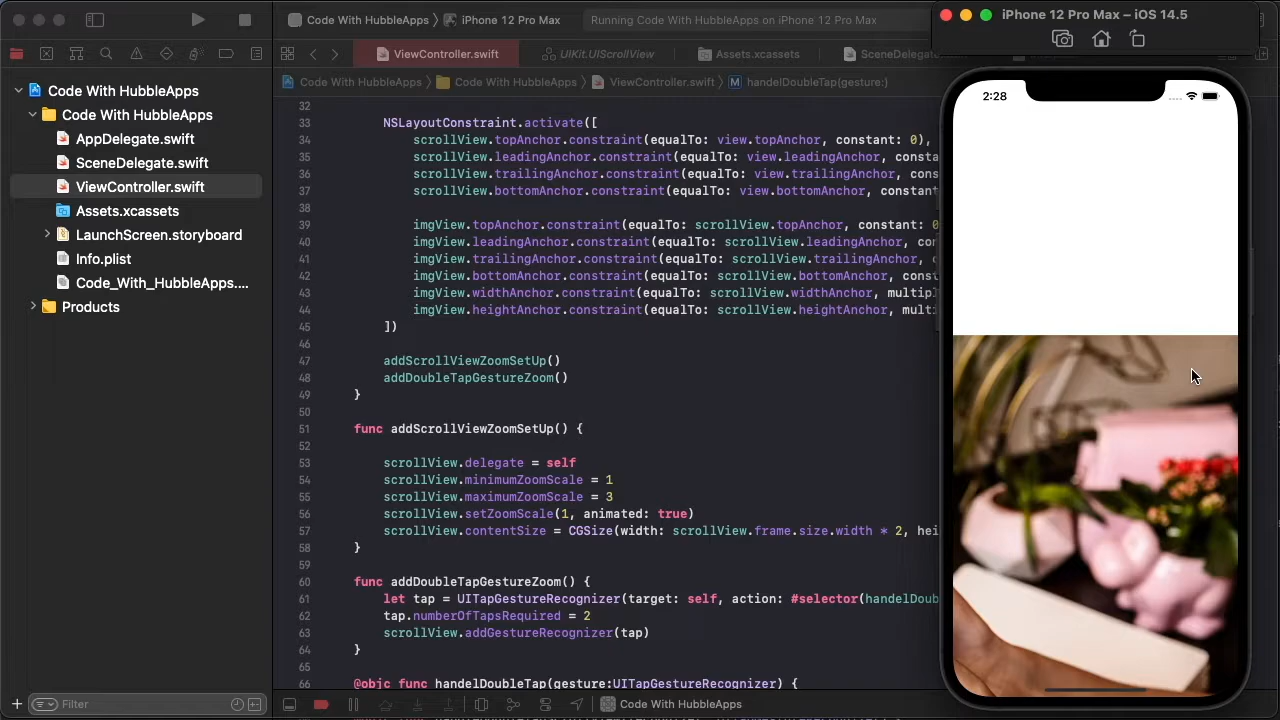 Code With HubbleApps
iPhone 12 Pro Max
Running Code With HubbleApps on iPhone 12 Pro Max
iPhone 12 Pro Max – iOS 14.5
ViewController.swift
UIKit.UIScrollView
Assets.xcassets
SceneDelegate
Code With HubbleApps
Code With HubbleApps
ViewController.swift
M
handelDoubleTap(gesture:)
Code With HubbleApps
Code With HubbleApps
AppDelegate.swift
SceneDelegate.swift
ViewController.swift
Assets.xcassets
LaunchScreen.storyboard
Info.plist
Code_With_HubbleApps....
Products
32
33 NSLayoutConstraint.activate([
34 scrollView.topAnchor.constraint(equalTo: view.topAnchor, constant: 0),
35 scrollView.leadingAnchor.constraint(equalTo: view.leadingAnchor, consta
36 scrollView.trailingAnchor.constraint(equalTo: view.trailingAnchor, con
37 scrollView.bottomAnchor.constraint(equalTo: view.bottomAnchor, constant
38
39 imgView.topAnchor.constraint(equalTo: scrollView.topAnchor, constant: 0
40 imgView.leadingAnchor.constraint(equalTo: scrollView.leadingAnchor, con
41 imgView.trailingAnchor.constraint(equalTo: scrollView.trailingAnchor, c
42 imgView.bottomAnchor.constraint(equalTo: scrollView.bottomAnchor, const
43 imgView.widthAnchor.constraint(equalTo: scrollView.widthAnchor, multipl
44 imgView.heightAnchor.constraint(equalTo: scrollView.heightAnchor, multi
45 ])
46
47 addScrollViewZoomSetUp()
48 addDoubleTapGestureZoom()
49 }
50
51 func addScrollViewZoomSetUp() {
52
53 scrollView.delegate = self
54 scrollView.minimumZoomScale = 1
55 scrollView.maximumZoomScale = 3
56 scrollView.setZoomScale(1, animated: true)
57 scrollView.contentSize = CGSize(width: scrollView.frame.size.width * 2, hei
58 }
59
60 func addDoubleTapGestureZoom() {
61 let tap = UITapGestureRecognizer(target: self, action: #selector(handelDoub
62 tap.numberOfTapsRequired = 2
63 scrollView.addGestureRecognizer(tap)
64 }
65
66 @objc func handelDoubleTap(gesture:UITapGestureRecognizer) {
2:28
Filter
Code With HubbleApps